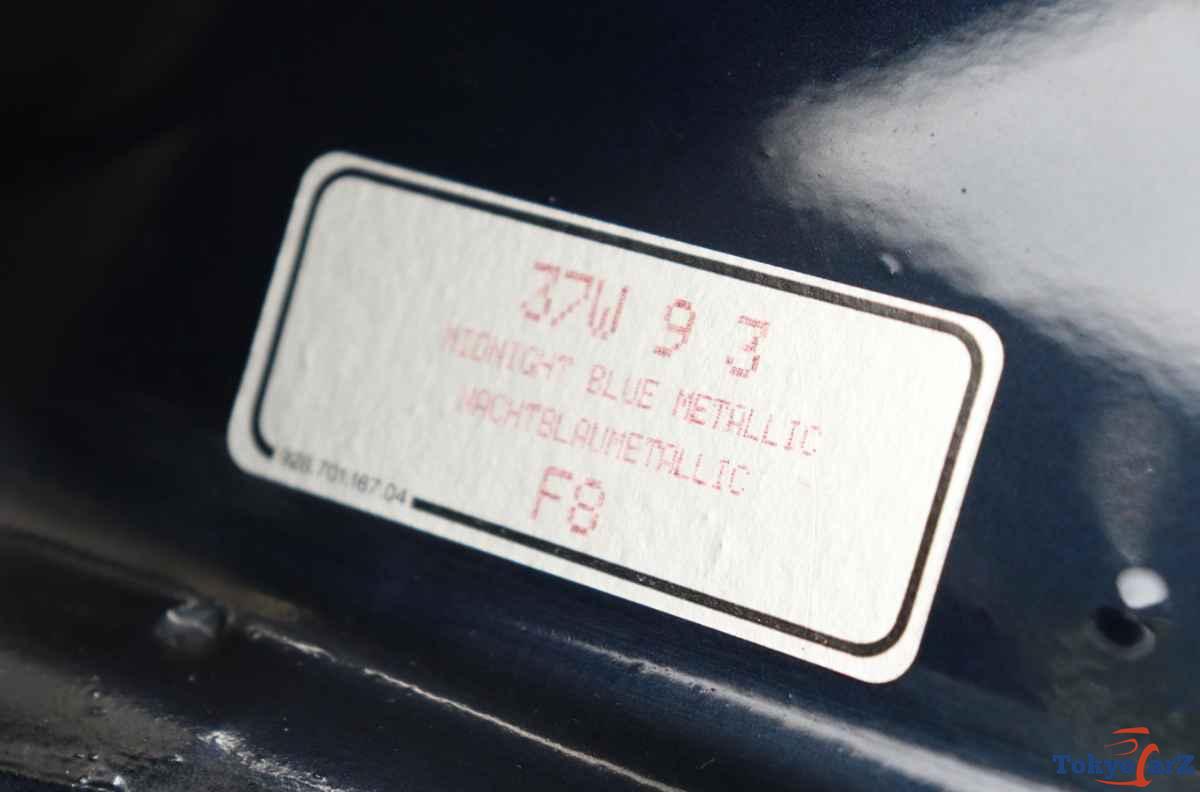 37W 9 3
MIDNIGHT BLUE METALLIC
NACHTBLAUMETALLIC
F8
928.701.167.04
TokyoCarZ